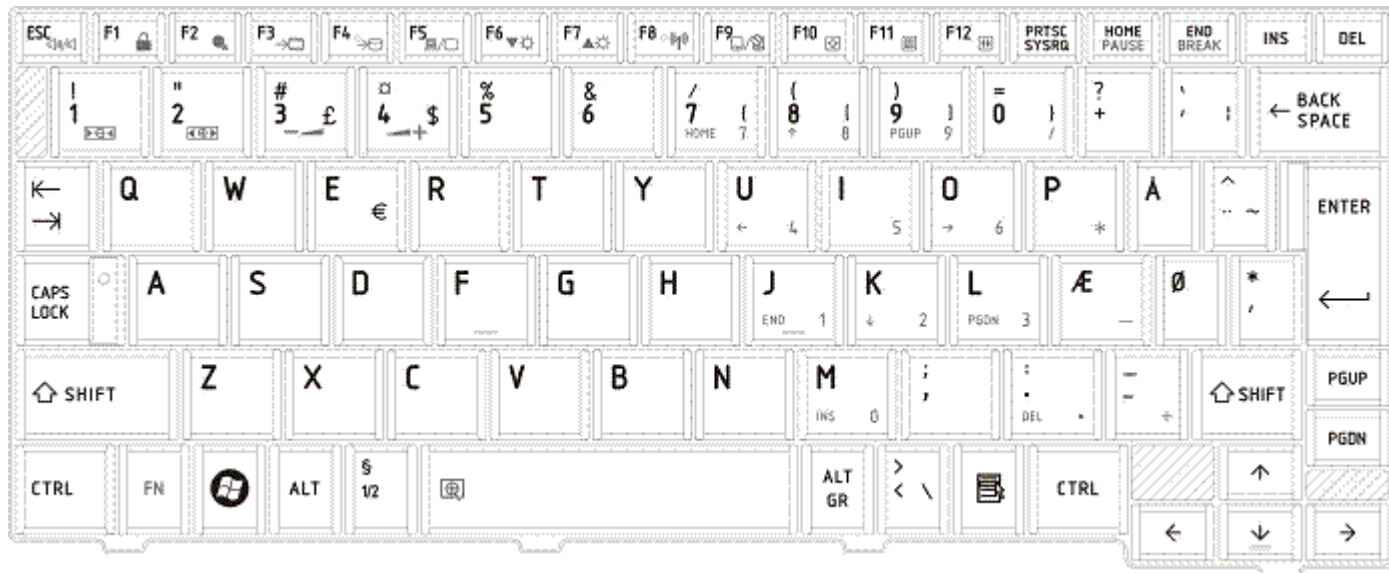 ESC F1 F2 F3 F4 F5 F6 F7 F8 F9 F10 F11 F12 PRTSC HOME END INS DEL
SYSRQ PAUSE BREAK
! " # ¤ % & / ( ) = ? `
1 2 3 £ 4 $ 5 6 7 { 8 [ 9 ] 0 } + ´ | ← BACK
SPACE
HOME 7 ↑ 8 PGUP 9 /
Q W E R T Y U I O P Å ^ ENTER
€ ← 4 5 → 6 * ¨ ~
CAPS A S D F G H J K L Æ Ø *
LOCK '
END 1 ↓ 2 PGDN 3 —
SHIFT Z X C V B N M ; : _ SHIFT PGUP
, . -
INS 0 DEL . ÷
PGDN
CTRL FN ALT § ALT > CTRL ↑
1/2 GR < \
← ↓ →